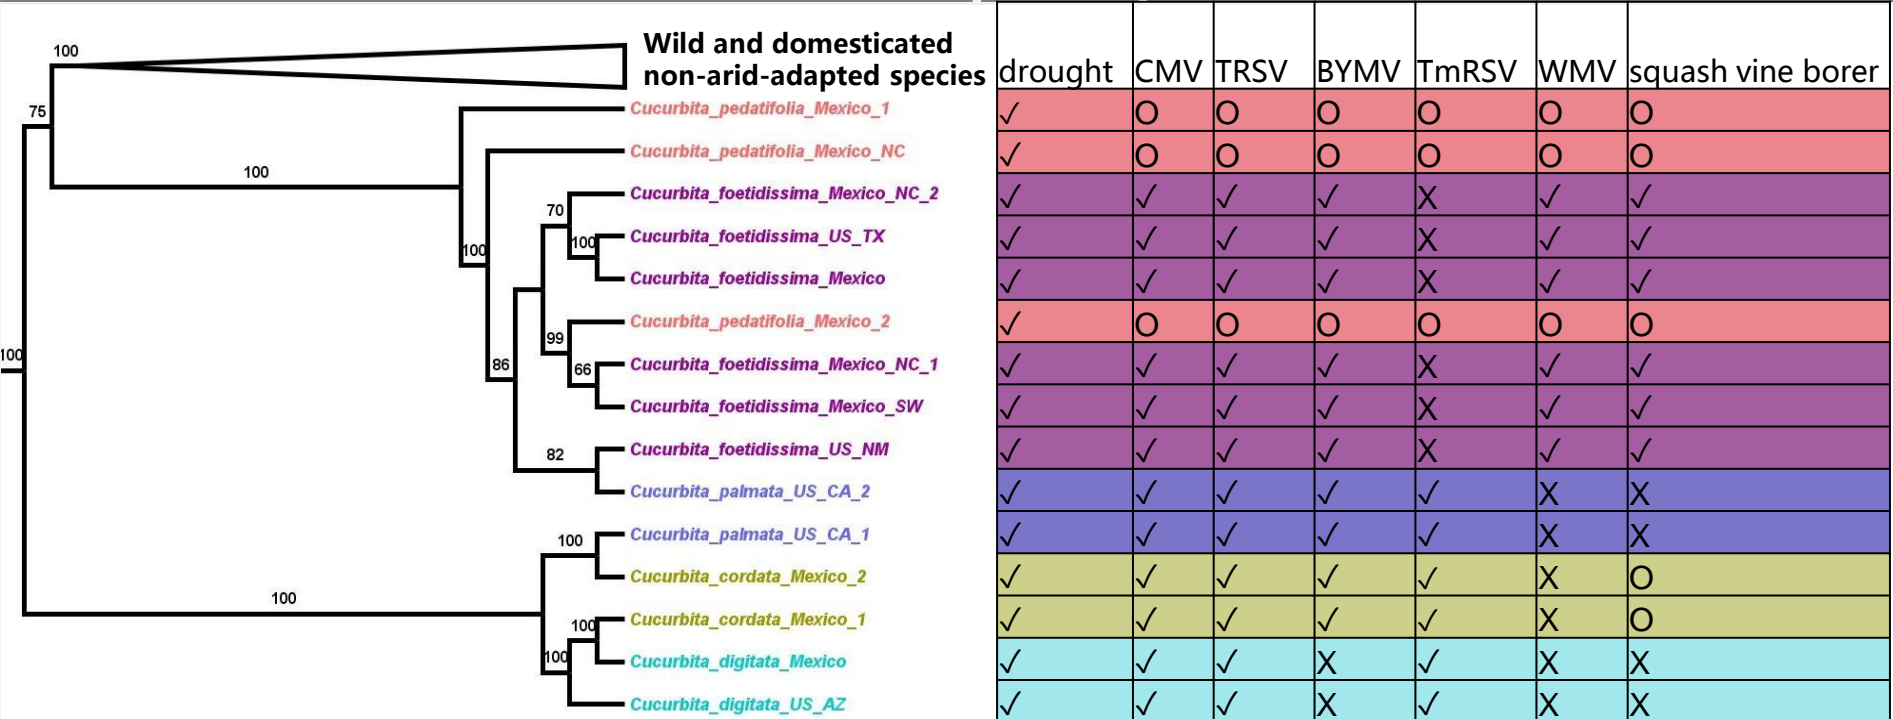 Wild and domesticated
non-arid-adapted species
drought CMV TRSV BYMV TmRSV WMV squash vine borer
100
75
100
100
100
70
100
99
66
86
82
100
100
100
100
Cucurbita_pedatifolia_Mexico_1 ✓ O O O O O O
Cucurbita_pedatifolia_Mexico_NC ✓ O O O O O O
Cucurbita_foetidissima_Mexico_NC_2 ✓ ✓ ✓ ✓ X ✓ ✓
Cucurbita_foetidissima_US_TX ✓ ✓ ✓ ✓ X ✓ ✓
Cucurbita_foetidissima_Mexico ✓ ✓ ✓ ✓ X ✓ ✓
Cucurbita_pedatifolia_Mexico_2 ✓ O O O O O O
Cucurbita_foetidissima_Mexico_NC_1 ✓ ✓ ✓ ✓ X ✓ ✓
Cucurbita_foetidissima_Mexico_SW ✓ ✓ ✓ ✓ X ✓ ✓
Cucurbita_foetidissima_US_NM ✓ ✓ ✓ ✓ X ✓ ✓
Cucurbita_palmata_US_CA_2 ✓ ✓ ✓ ✓ ✓ X X
Cucurbita_palmata_US_CA_1 ✓ ✓ ✓ ✓ ✓ X X
Cucurbita_cordata_Mexico_2 ✓ ✓ ✓ ✓ ✓ X O
Cucurbita_cordata_Mexico_1 ✓ ✓ ✓ ✓ ✓ X O
Cucurbita_digitata_Mexico ✓ ✓ ✓ X ✓ X X
Cucurbita_digitata_US_AZ ✓ ✓ ✓ X ✓ X X